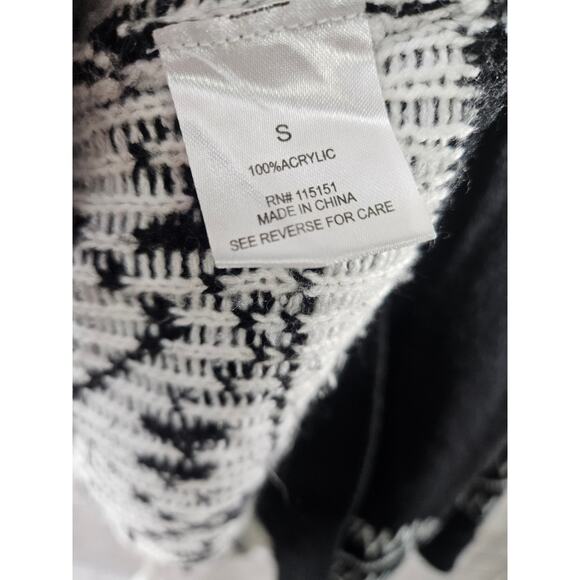 S
100%ACRYLIC
RN# 115151
MADE IN CHINA
SEE REVERSE FOR CARE